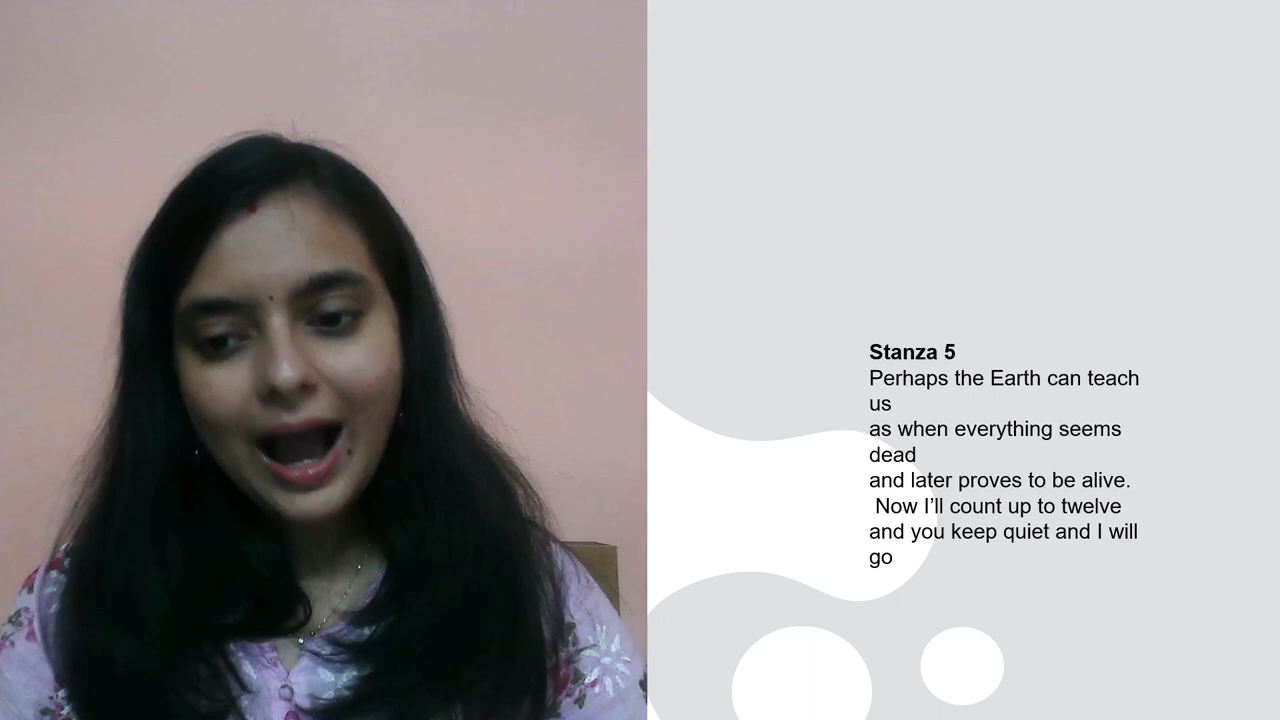 Stanza 5
Perhaps the Earth can teach
us
as when everything seems
dead
and later proves to be alive.
Now I’ll count up to twelve
and you keep quiet and I will
go